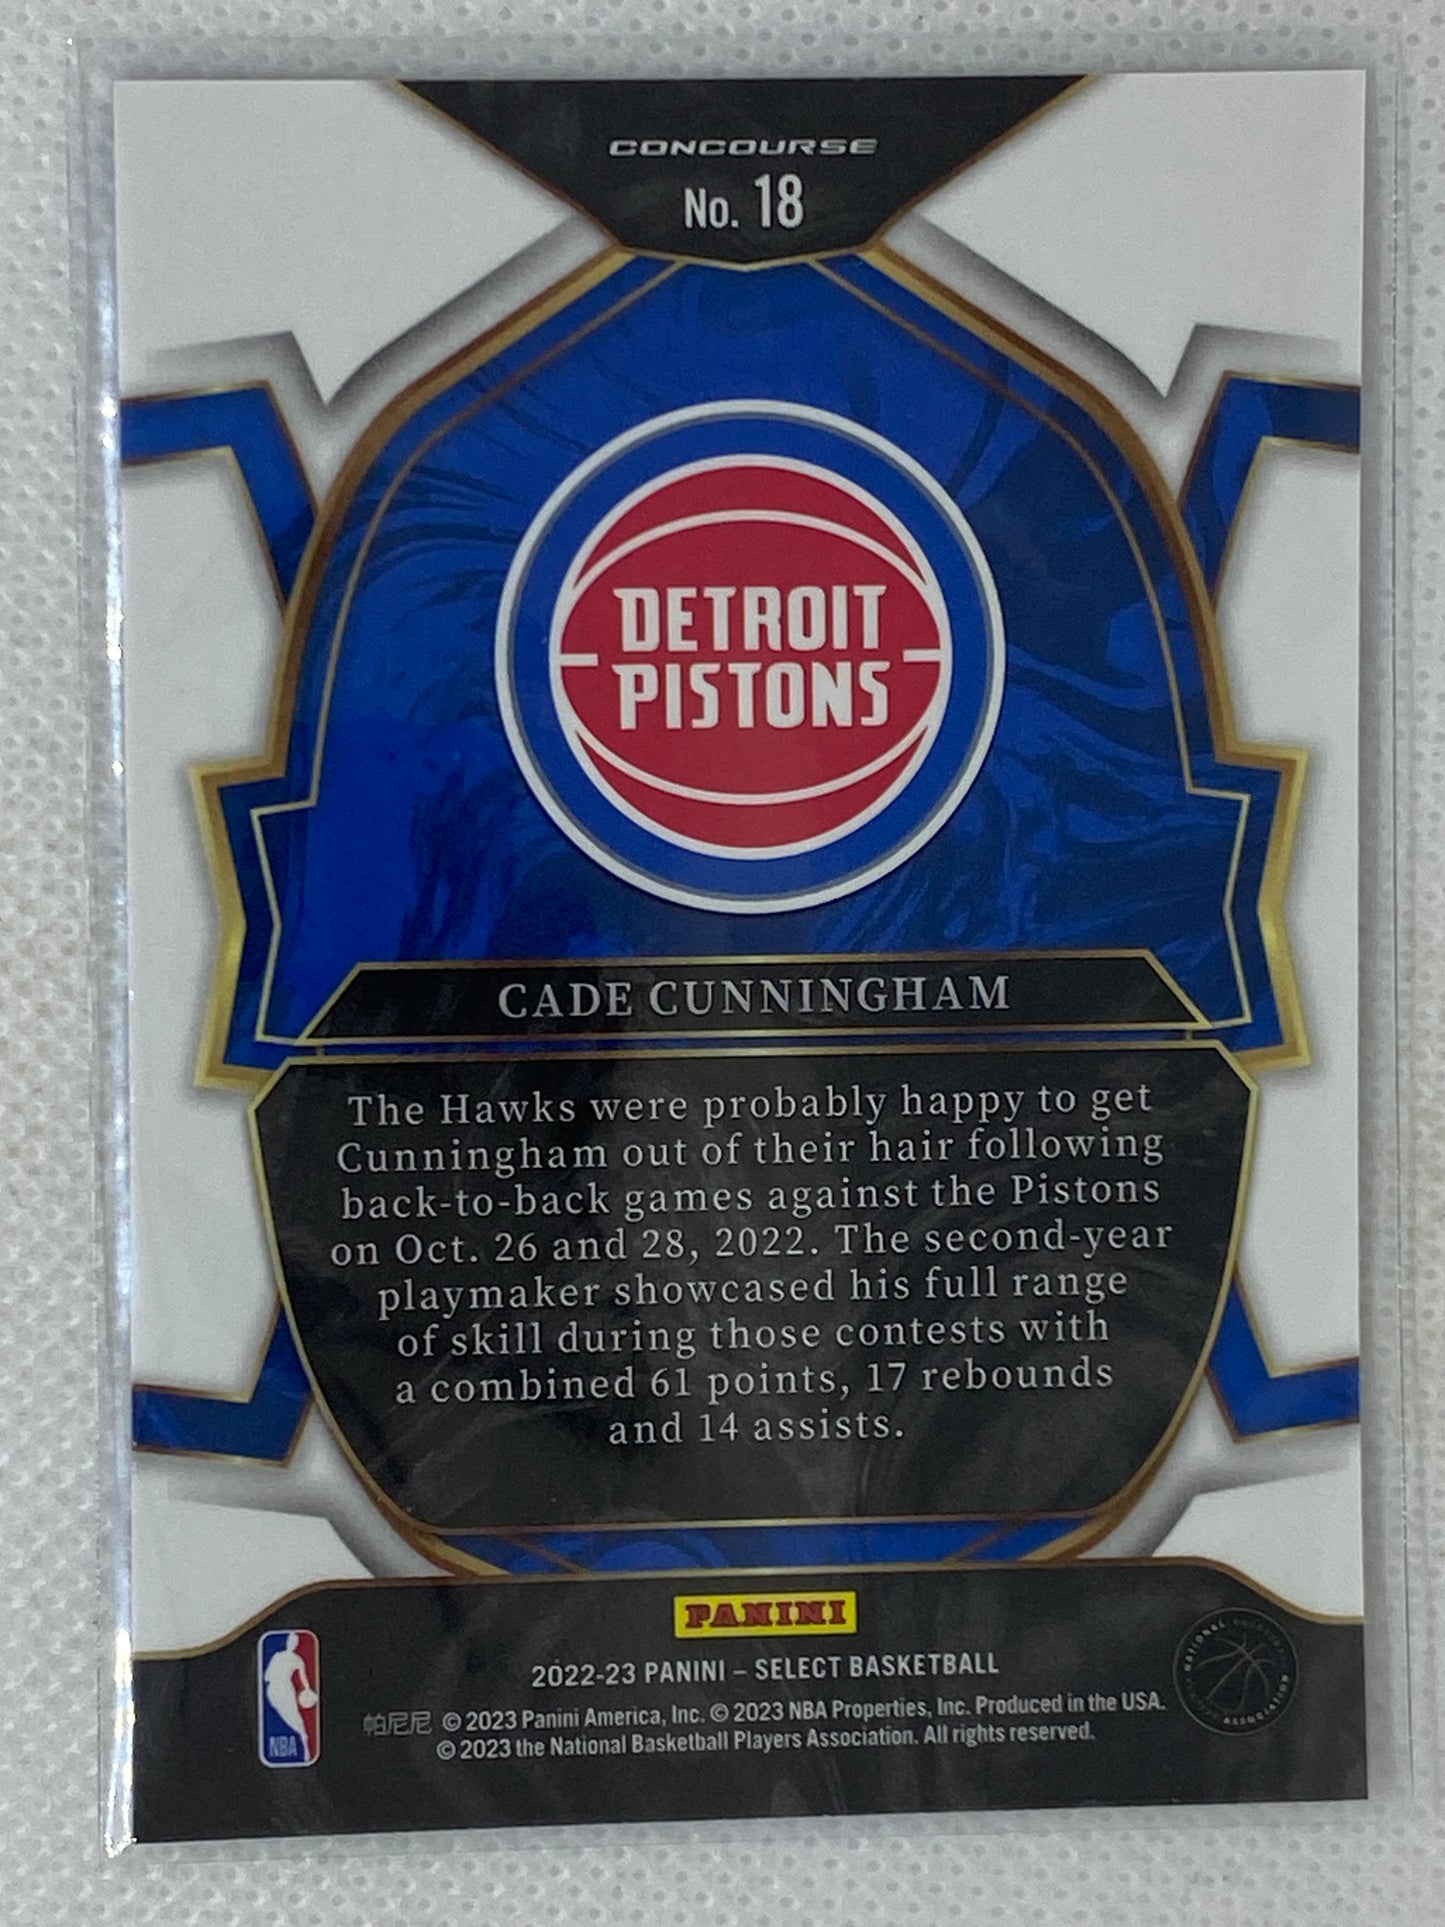 CONCOURSE
No. 18
DETROIT
PISTONS
CADE CUNNINGHAM
The Hawks were probably happy to get
Cunningham out of their hair following
back-to-back games against the Pistons
on Oct. 26 and 28, 2022. The second-year
playmaker showcased his full range
of skill during those contests with
a combined 61 points, 17 rebounds
and 14 assists.
PANINI
2022-23 PANINI – SELECT BASKETBALL
帕尼尼 © 2023 Panini America, Inc. © 2023 NBA Properties, Inc. Produced in the USA.
© 2023 the National Basketball Players Association. All rights reserved.
NBA
NATIONAL BASKETBALL
ASSOCIATION